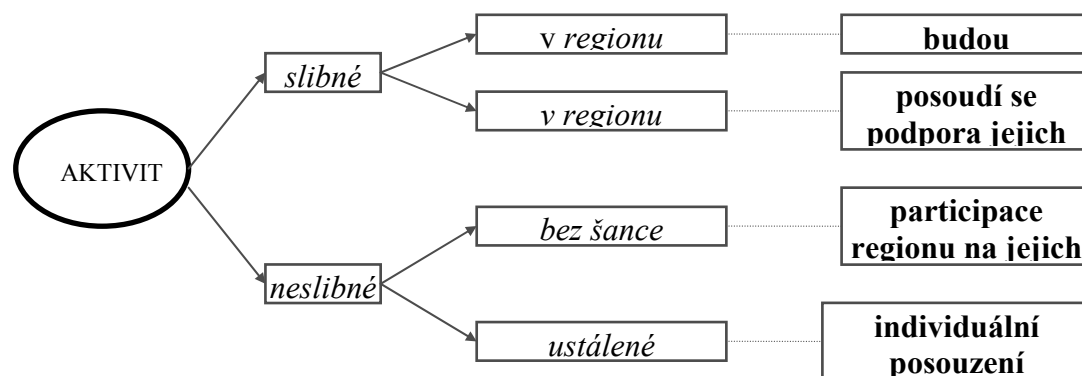 AKTIVIT
slibné
v regionu
budou
v regionu
posoudí se
podpora jejich
neslibné
bez šance
participace
regionu na jejich
ustálené
individuální
posouzení